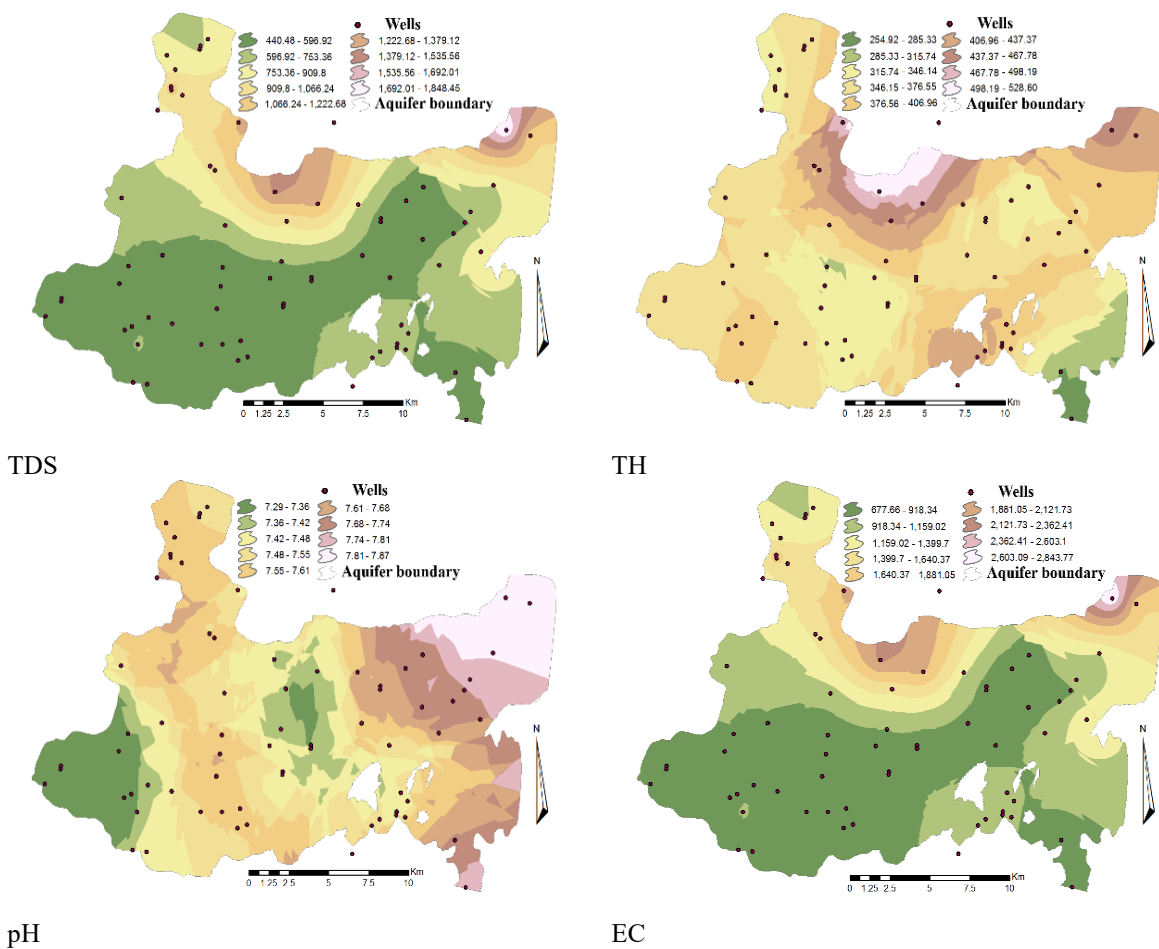 Wells
440.48 - 596.92 1,222.68 - 1,379.12
596.92 - 753.36 1,379.12 - 1,535.56
753.36 - 909.8 1,535.56 - 1,692.01
909.8 - 1,066.24 1,692.01 - 1,848.45
1,066.24 - 1,222.68 Aquifer boundary
N
Km
0 1.25 2.5 5 7.5 10
TDS
Wells
254.92 - 285.33 406.96 - 437.37
285.33 - 315.74 437.37 - 467.78
315.74 - 346.14 467.78 - 498.19
346.15 - 376.55 498.19 - 528.60
376.56 - 406.96 Aquifer boundary
N
Km
0 1.25 2.5 5 7.5 10
TH
Wells
7.29 - 7.36 7.61 - 7.68
7.36 - 7.42 7.68 - 7.74
7.42 - 7.48 7.74 - 7.81
7.48 - 7.55 7.81 - 7.87
7.55 - 7.61 Aquifer boundary
N
Km
0 1.25 2.5 5 7.5 10
pH
Wells
677.66 - 918.34 1,881.05 - 2,121.73
918.34 - 1,159.02 2,121.73 - 2,362.41
1,159.02 - 1,399.7 2,362.41 - 2,603.1
1,399.7 - 1,640.37 2,603.09 - 2,843.77
1,640.37 - 1,881.05 Aquifer boundary
N
Km
0 1.25 2.5 5 7.5 10
EC